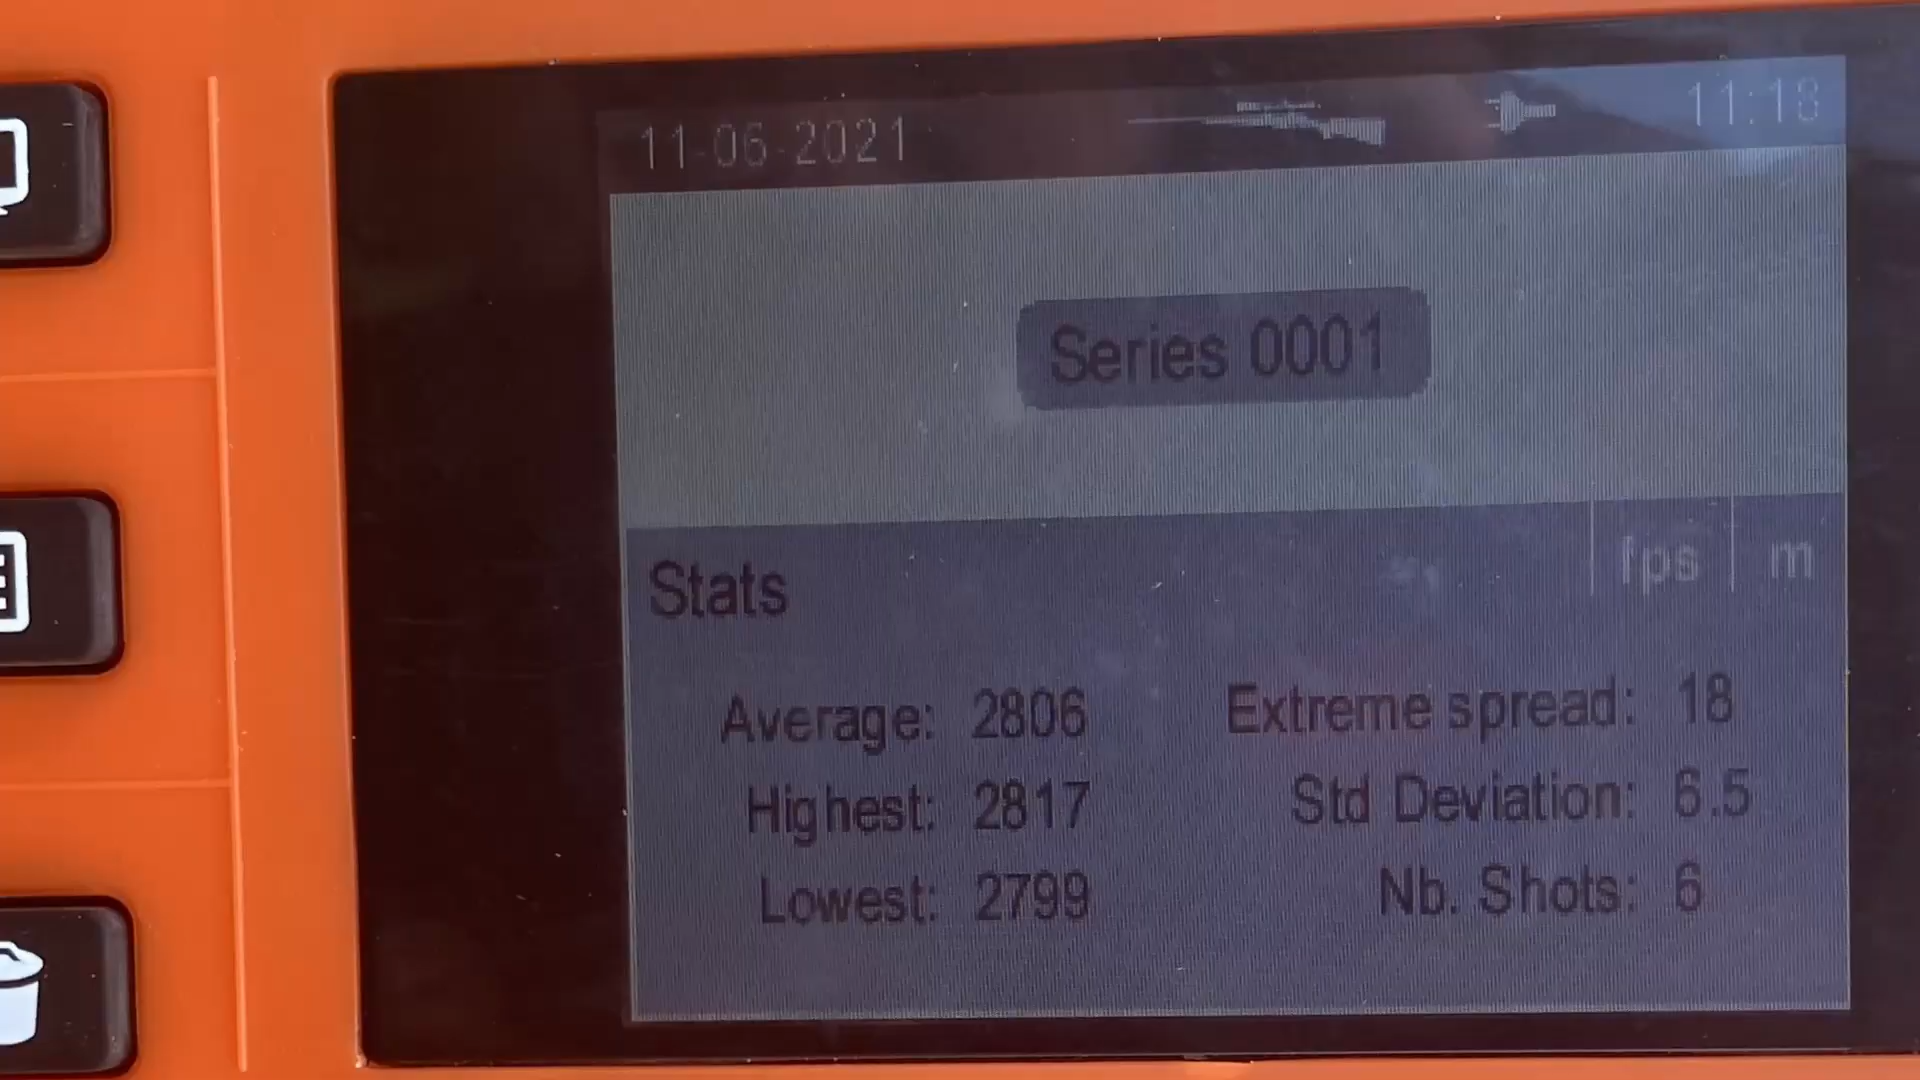 11-06-2021 11:18
Series 0001
Stats fps m
Average: 2806 Extreme spread: 18
Highest: 2817 Std Deviation: 6.5
Lowest: 2799 Nb. Shots: 6